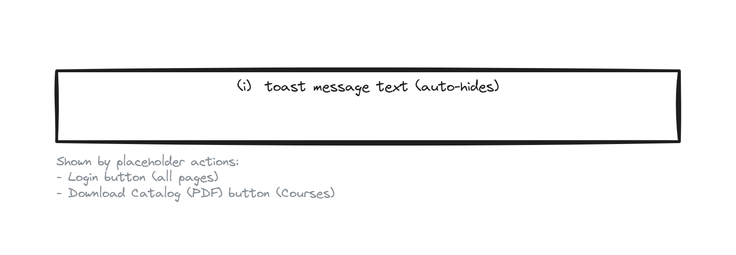 (i) toast message text (auto-hides)
Shown by placeholder actions:
- Login button (all pages)
- Download Catalog (PDF) button (Courses)